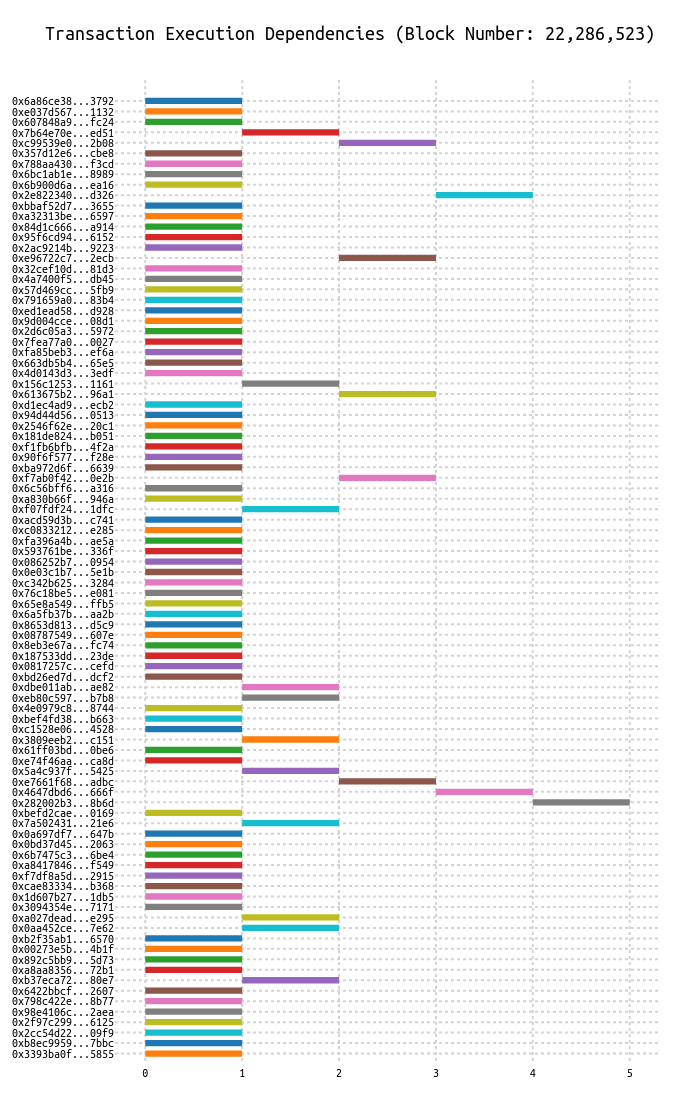 Transaction Execution Dependencies (Block Number: 22,286,523)
0x6a86ce38...3792
0xe037d567...1132
0x607848a9...fc24
0x7b64e70e...ed51
0xc99539e0...2b08
0x357d12e6...cbe8
0x788aa430...f3cd
0x6bc1ab1e...8989
0x6b900d6a...ea16
0x2e822340...d326
0xbbaf52d7...3655
0xa32313be...6597
0x84d1c666...a914
0x95f6cd94...6152
0x2ac9214b...9223
0xe96722c7...2ecb
0x32cef10d...81d3
0x4a7400f5...db45
0x57d469cc...5fb9
0x791659a0...83b4
0xed1ead58...d928
0x9d004cce...08d1
0x2d6c05a3...5972
0x7fea77a0...0027
0xfa85beb3...ef6a
0x663db5b4...65e5
0x4d0143d3...3edf
0x156c1253...1161
0x613675b2...96a1
0xd1ec4ad9...ecb2
0x94d44d56...0513
0x2546f62e...20c1
0x181de824...b051
0xf1fb6bfb...4f2a
0x90f6f577...f28e
0xba972d6f...6639
0xf7ab0f42...0e2b
0x6c56bff6...a316
0xa830b66f...946a
0xf07fdf24...1dfc
0xacd59d3b...c741
0xc0833212...e285
0xfa396a4b...ae5a
0x593761be...336f
0x086252b7...0954
0x0e03c1b7...5e1b
0xc342b625...3284
0x76c18be5...e081
0x65e8a549...ffb5
0x6a5fb37b...aa2b
0x8653d813...d5c9
0x08787549...607e
0x8eb3e67a...fc74
0x187533dd...23de
0x0817257c...cefd
0xbd26ed7d...dcf2
0xdbe011ab...ae82
0xeb80c597...b7b8
0x4e0979c8...8744
0xbef4fd38...b663
0xc1528e06...4528
0x3809eeb2...c151
0x61ff03bd...0be6
0xe74f46aa...ca8d
0x5a4c937f...5425
0xe7661f68...adbc
0x4647dbd6...666f
0x282002b3...8b6d
0xbefd2cae...0169
0x7a502431...21e6
0x0a697df7...647b
0x0bd37d45...2063
0x6b7475c3...6be4
0xa8417846...f549
0xf7df8a5d...2915
0xcae83334...b368
0x1d607b27...1db5
0x3094354e...7171
0xa027dead...e295
0x0aa452ce...7e62
0xb2f35ab1...6570
0x00273e5b...4b1f
0x892c5bb9...5d73
0xa8aa8356...72b1
0xb37eca72...80e7
0x6422bbcf...2607
0x798c422e...8b77
0x98e4106c...2aea
0x2f97c299...6125
0x2cc54d22...09f9
0xb8ec9959...7bbc
0x3393ba0f...5855
0 1 2 3 4 5